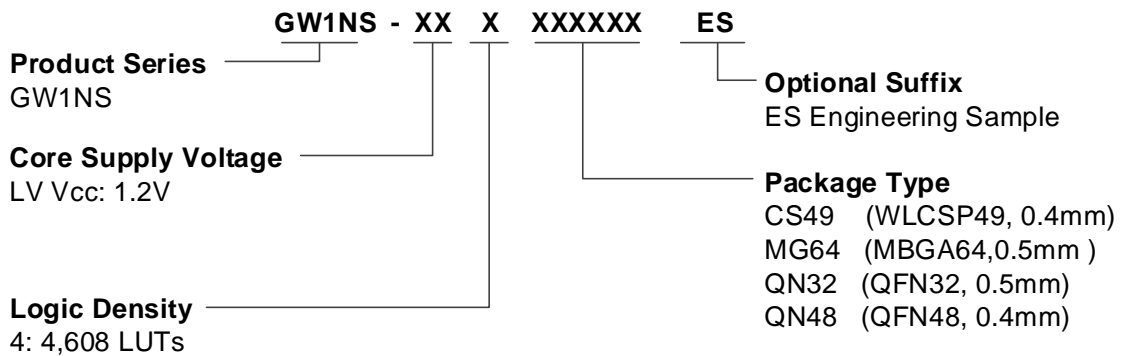 GW1NS - XX X XXXXXX ES
Product Series
GW1NS
Core Supply Voltage
LV Vcc: 1.2V
Logic Density
4: 4,608 LUTs
Optional Suffix
ES Engineering Sample
Package Type
CS49 (WLCSP49, 0.4mm)
MG64 (MBGA64,0.5mm )
QN32 (QFN32, 0.5mm)
QN48 (QFN48, 0.4mm)